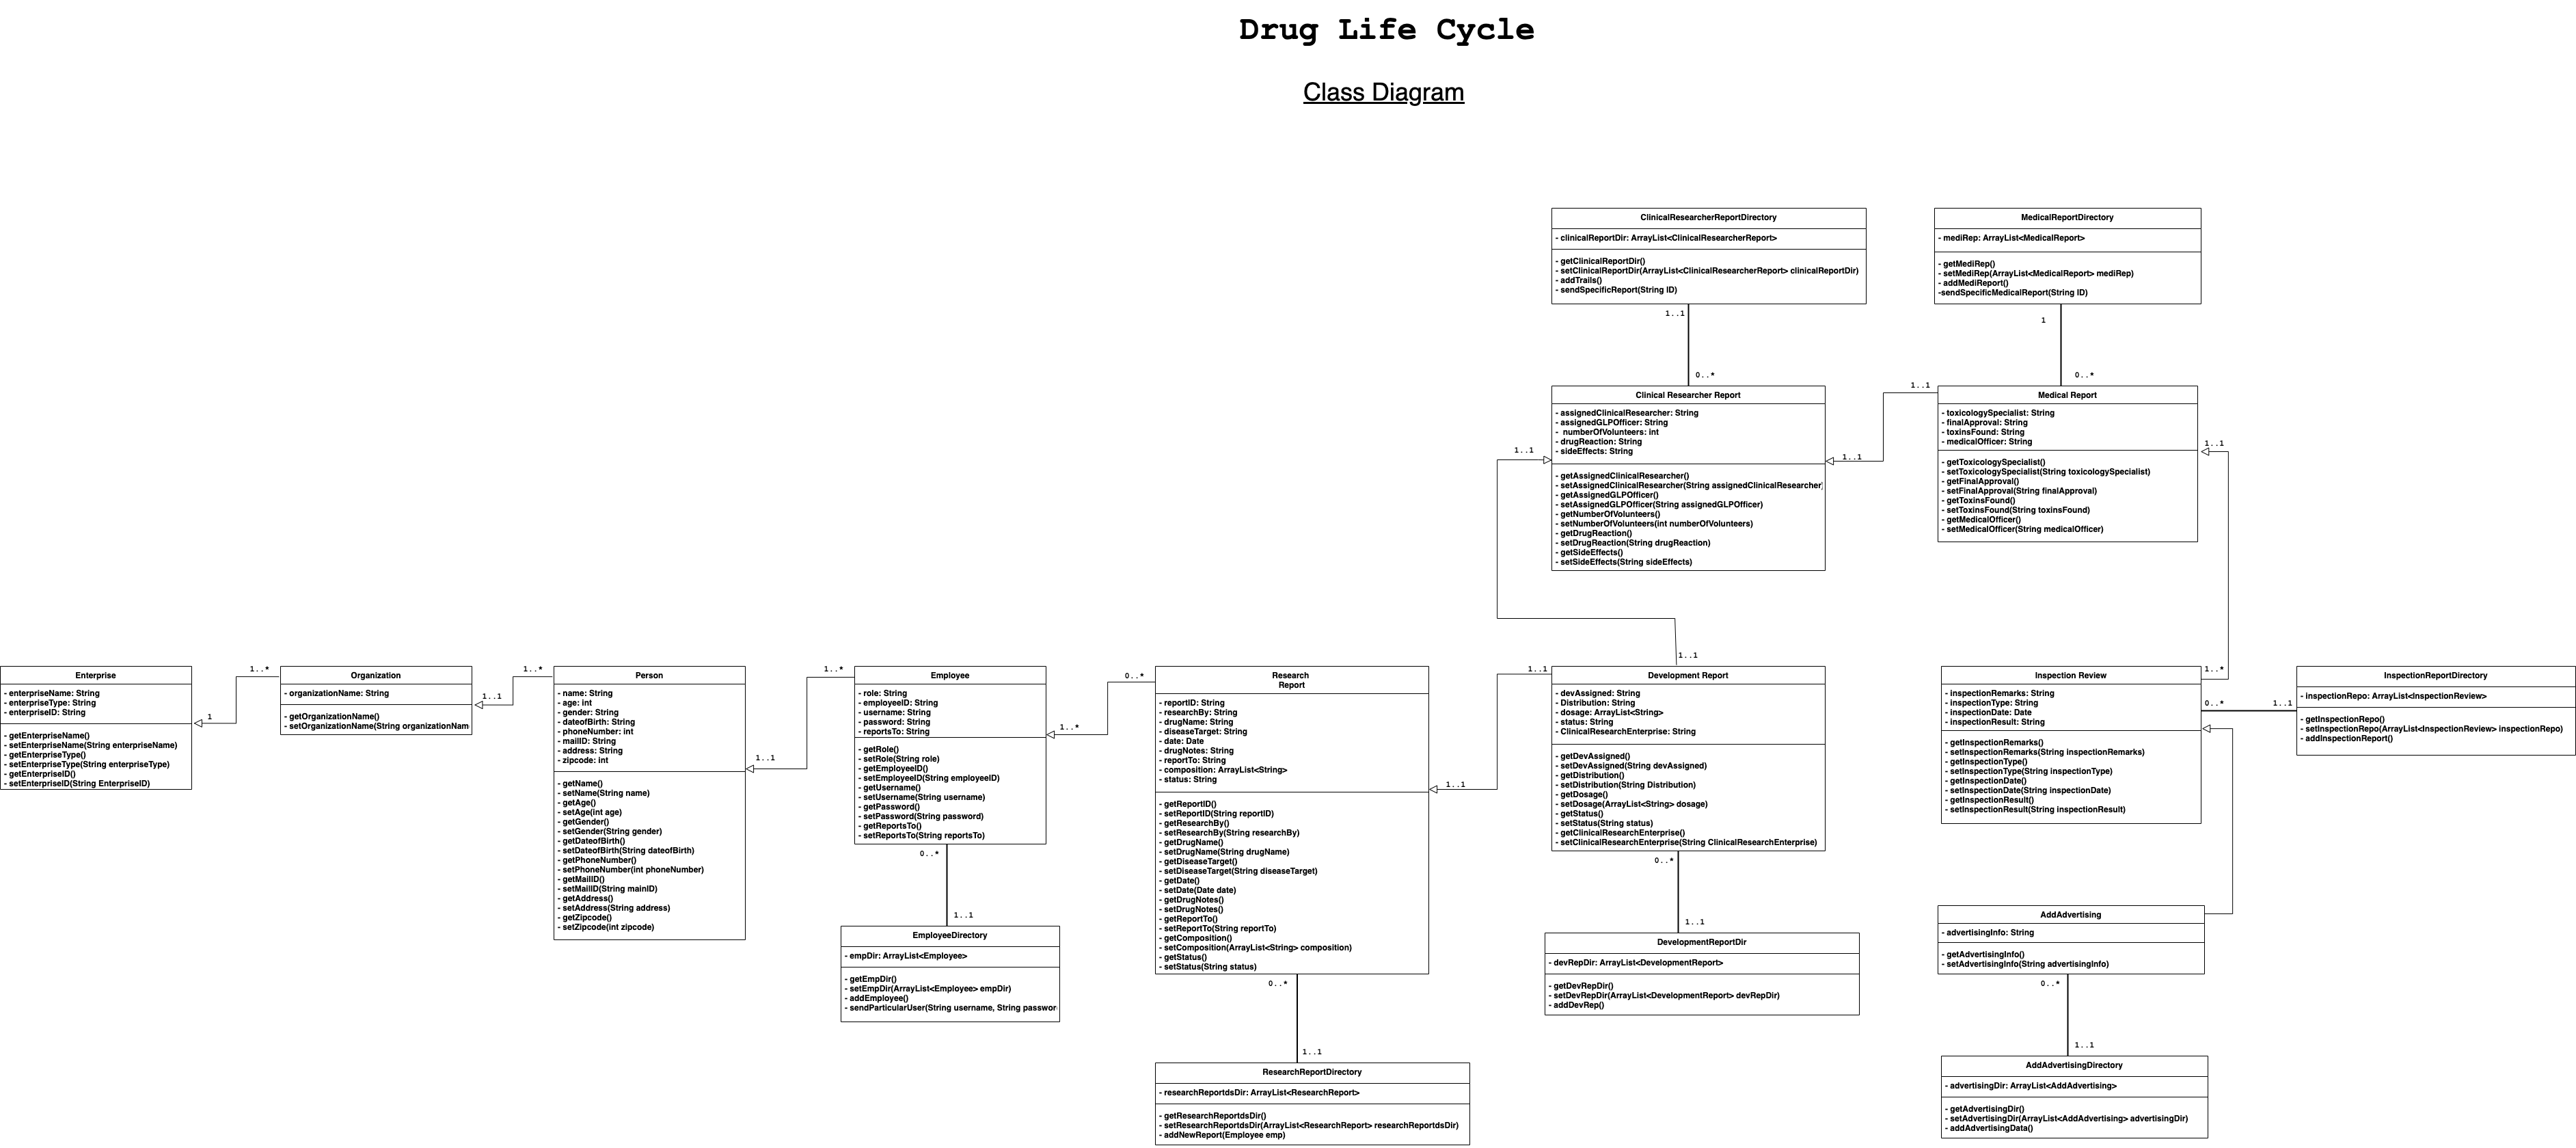 Drug Life Cycle
Class Diagram
ClinicalResearcherReportDirectory
- clinicalReportDir: ArrayList<ClinicalResearcherReport>
- getClinicalReportDir()
- setClinicalReportDir(ArrayList<ClinicalResearcherReport> clinicalReportDir)
- addTrails()
- sendSpecificReport(String ID)
MedicalReportDirectory
- mediRep: ArrayList<MedicalReport>
- getMediRep()
- setMediRep(ArrayList<MedicalReport> mediRep)
- addMediReport()
-sendSpecificMedicalReport(String ID)
1..1
1
0..*
0..*
Clinical Researcher Report
- assignedClinicalResearcher: String
- assignedGLPOfficer: String
- numberOfVolunteers: int
- drugReaction: String
- sideEffects: String
- getAssignedClinicalResearcher()
- setAssignedClinicalResearcher(String assignedClinicalResearcher)
- getAssignedGLPOfficer()
- setAssignedGLPOfficer(String assignedGLPOfficer)
- getNumberOfVolunteers()
- setNumberOfVolunteers(int numberOfVolunteers)
- getDrugReaction()
- setDrugReaction(String drugReaction)
- getSideEffects()
- setSideEffects(String sideEffects)
1..1
1..1
1..1
Medical Report
- toxicologySpecialist: String
- finalApproval: String
- toxinsFound: String
- medicalOfficer: String
- getToxicologySpecialist()
- setToxicologySpecialist(String toxicologySpecialist)
- getFinalApproval()
- setFinalApproval(String finalApproval)
- getToxinsFound()
- setToxinsFound(String toxinsFound)
- getMedicalOfficer()
- setMedicalOfficer(String medicalOfficer)
1..1
1..1
Enterprise
- enterpriseName: String
- enterpriseType: String
- enterpriseID: String
- getEnterpriseName()
- setEnterpriseName(String enterpriseName)
- getEnterpriseType()
- setEnterpriseType(String enterpriseType)
- getEnterpriseID()
- setEnterpriseID(String EnterpriseID)
1
1..*
Organization
- organizationName: String
- getOrganizationName()
- setOrganizationName(String organizationNam
1..1
1..*
Person
- name: String
- age: int
- gender: String
- dateofBirth: String
- phoneNumber: int
- mailID: String
- address: String
- zipcode: int
- getName()
- setName(String name)
- getAge()
- setAge(int age)
- getGender()
- setGender(String gender)
- getDateofBirth()
- setDateofBirth(String dateofBirth)
- getPhoneNumber()
- setPhoneNumber(int phoneNumber)
- getMailID()
- setMailID(String mainID)
- getAddress()
- setAddress(String address)
- getZipcode()
- setZipcode(int zipcode)
1..1
1..*
Employee
- role: String
- employeeID: String
- username: String
- password: String
- reportsTo: String
- getRole()
- setRole(String role)
- getEmployeeID()
- setEmployeeID(String employeeID)
- getUsername()
- setUsername(String username)
- getPassword()
- setPassword(String password)
- getReportsTo()
- setReportsTo(String reportsTo)
0..*
1..1
EmployeeDirectory
- empDir: ArrayList<Employee>
- getEmpDir()
- setEmpDir(ArrayList<Employee> empDir)
- addEmployee()
- sendParticularUser(String username, String passwor
1..*
0..*
Research
Report
- reportID: String
- researchBy: String
- drugName: String
- diseaseTarget: String
- date: Date
- drugNotes: String
- reportTo: String
- composition: ArrayList<String>
- status: String
- getReportID()
- setReportID(String reportID)
- getResearchBy()
- setResearchBy(String researchBy)
- getDrugName()
- setDrugName(String drugName)
- getDiseaseTarget()
- setDiseaseTarget(String diseaseTarget)
- getDate()
- setDate(Date date)
- getDrugNotes()
- setDrugNotes()
- getReportTo()
- setReportTo(String reportTo)
- getComposition()
- setComposition(ArrayList<String> composition)
- getStatus()
- setStatus(String status)
0..*
1..1
ResearchReportDirectory
- researchReportdsDir: ArrayList<ResearchReport>
- getResearchReportdsDir()
- setResearchReportdsDir(ArrayList<ResearchReport> researchReportdsDir)
- addNewReport(Employee emp)
1..1
1..1
Development Report
- devAssigned: String
- Distribution: String
- dosage: ArrayList<String>
- status: String
- ClinicalResearchEnterprise: String
- getDevAssigned()
- setDevAssigned(String devAssigned)
- getDistribution()
- setDistribution(String Distribution)
- getDosage()
- setDosage(ArrayList<String> dosage)
- getStatus()
- setStatus(String status)
- getClinicalResearchEnterprise()
- setClinicalResearchEnterprise(String ClinicalResearchEnterprise)
0..*
1..1
DevelopmentReportDir
- devRepDir: ArrayList<DevelopmentReport>
- getDevRepDir()
- setDevRepDir(ArrayList<DevelopmentReport> devRepDir)
- addDevRep()
Inspection Review
- inspectionRemarks: String
- inspectionType: String
- inspectionDate: Date
- inspectionResult: String
- getInspectionRemarks()
- setInspectionRemarks(String inspectionRemarks)
- getInspectionType()
- setInspectionType(String inspectionType)
- getInspectionDate()
- setInspectionDate(String inspectionDate)
- getInspectionResult()
- setInspectionResult(String inspectionResult)
1..*
0..*
1..1
InspectionReportDirectory
- inspectionRepo: ArrayList<InspectionReview>
- getInspectionRepo()
- setInspectionRepo(ArrayList<InspectionReview> inspectionRepo)
- addInspectionReport()
AddAdvertising
- advertisingInfo: String
- getAdvertisingInfo()
- setAdvertisingInfo(String advertisingInfo)
0..*
1..1
AddAdvertisingDirectory
- advertisingDir: ArrayList<AddAdvertising>
- getAdvertisingDir()
- setAdvertisingDir(ArrayList<AddAdvertising> advertisingDir)
- addAdvertisingData()